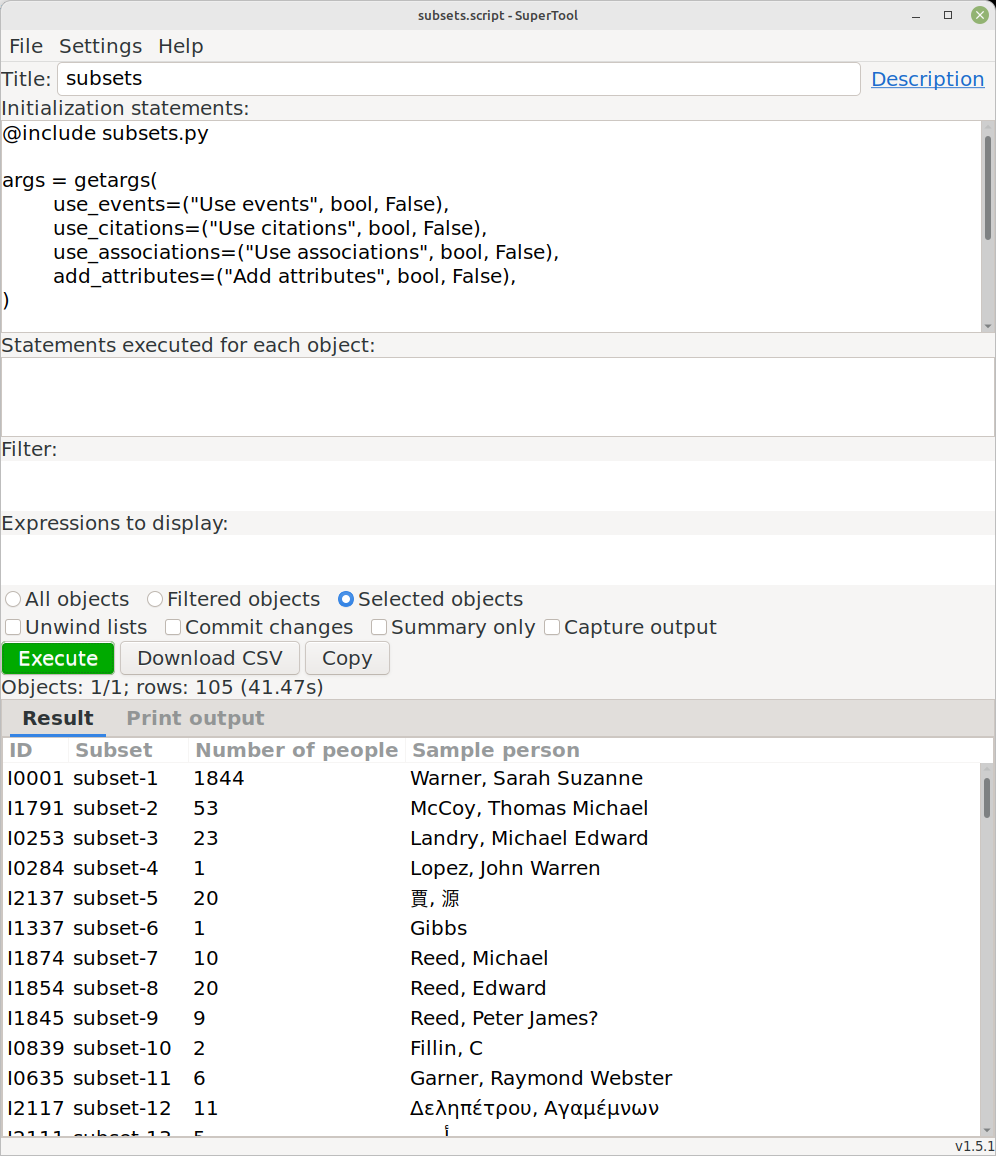 subsets.script - SuperTool
File Settings Help
Title: subsets Description
Initialization statements:
@include subsets.py
args = getargs(
use_events=("Use events", bool, False),
use_citations=("Use citations", bool, False),
use_associations=("Use associations", bool, False),
add_attributes=("Add attributes", bool, False),
)
Statements executed for each object:
Filter:
Expressions to display:
All objects Filtered objects Selected objects
Unwind lists Commit changes Summary only Capture output
Execute Download CSV Copy
Objects: 1/1; rows: 105 (41.47s)
Result Print output
ID Subset Number of people Sample person
I0001 subset-1 1844 Warner, Sarah Suzanne
I1791 subset-2 53 McCoy, Thomas Michael
I0253 subset-3 23 Landry, Michael Edward
I0284 subset-4 1 Lopez, John Warren
I2137 subset-5 20 賈, 源
I1337 subset-6 1 Gibbs
I1874 subset-7 10 Reed, Michael
I1854 subset-8 20 Reed, Edward
I1845 subset-9 9 Reed, Peter James?
I0839 subset-10 2 Fillin, C
I0635 subset-11 6 Garner, Raymond Webster
I2117 subset-12 11 Δεληπέτρου, Αγαμέμνων
v1.5.1